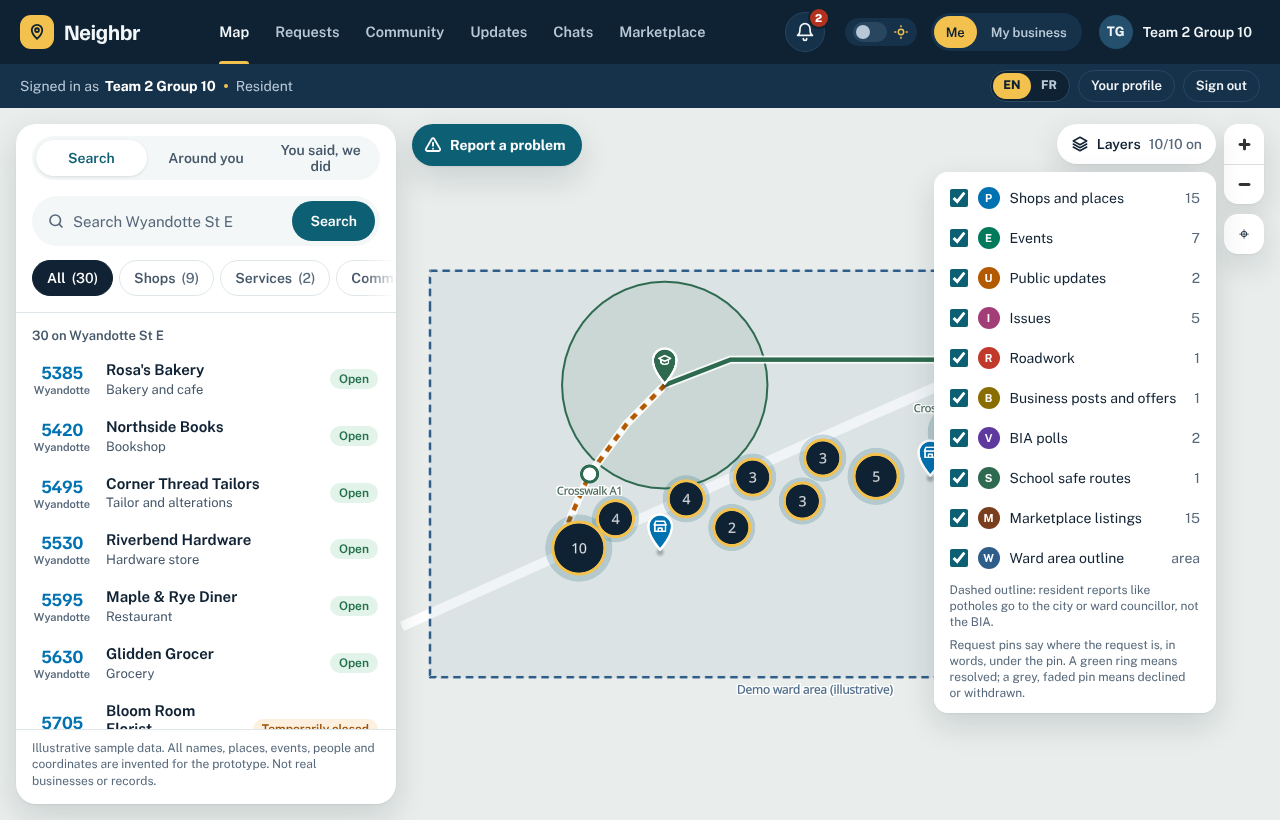 Neighbr
Map
Requests
Community
Updates
Chats
Marketplace
2
Me
My business
TG
Team 2 Group 10
Signed in as Team 2 Group 10 • Resident
EN
FR
Your profile
Sign out
Search
Around you
You said, we
did
Search Wyandotte St E
Search
All (30)
Shops (9)
Services (2)
Comm
30 on Wyandotte St E
5385
Wyandotte
Rosa's Bakery
Bakery and cafe
Open
5420
Wyandotte
Northside Books
Bookshop
Open
5495
Wyandotte
Corner Thread Tailors
Tailor and alterations
Open
5530
Wyandotte
Riverbend Hardware
Hardware store
Open
5595
Wyandotte
Maple & Rye Diner
Restaurant
Open
5630
Wyandotte
Glidden Grocer
Grocery
Open
5705
Bloom Room
Florist
Temporarily closed
Illustrative sample data. All names, places, events, people and
coordinates are invented for the prototype. Not real
businesses or records.
Report a problem
Crosswalk A1
10
4
4
3
2
3
3
5
Cros
Demo ward area (illustrative)
Layers 10/10 on
+
−
P Shops and places 15
E Events 7
U Public updates 2
I Issues 5
R Roadwork 1
B Business posts and offers 1
V BIA polls 2
S School safe routes 1
M Marketplace listings 15
W Ward area outline area
Dashed outline: resident reports like
potholes go to the city or ward councillor, not
the BIA.
Request pins say where the request is, in
words, under the pin. A green ring means
resolved; a grey, faded pin means declined
or withdrawn.